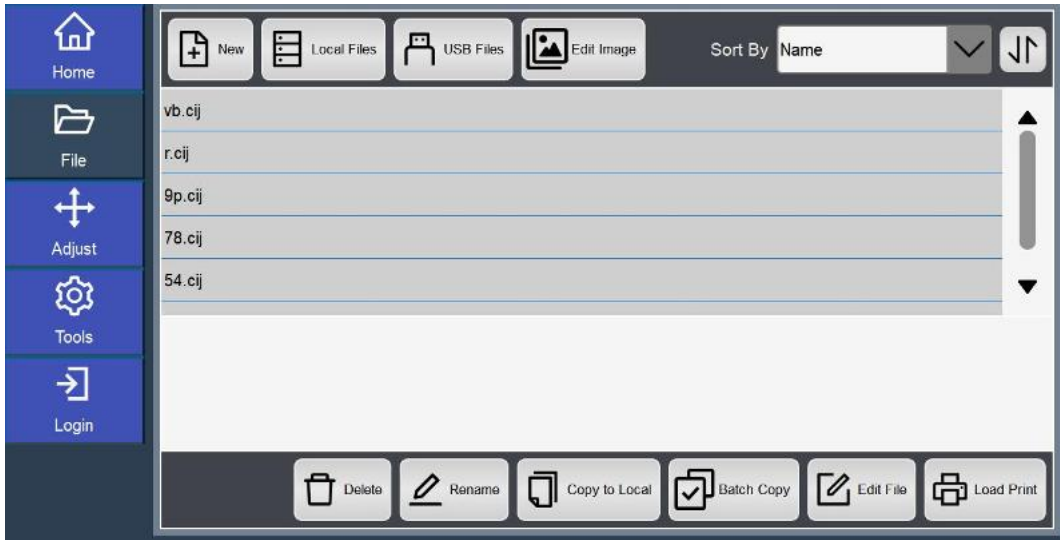 Home
File
Adjust
Tools
Login
New
Local Files
USB Files
Edit Image
Sort By
Name
vb.cij
r.cij
9p.cij
78.cij
54.cij
Delete
Rename
Copy to Local
Batch Copy
Edit File
Load Print